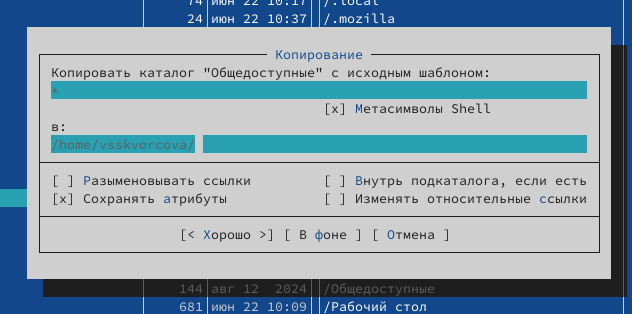 74 июн 22 10:17 /.local
24 июн 22 10:37 /.mozilla
Копирование
Копировать каталог "Общедоступные" с исходным шаблоном:
*
[x] Метасимволы Shell
в:
/home/vsskvorcova/
[ ] Разыменовывать ссылки [ ] Внутрь подкаталога, если есть
[x] Сохранять атрибуты [ ] Изменять относительные ссылки
[< Хорошо >] [ В фоне ] [ Отмена ]
144 авг 12 2024 /Общедоступные
681 июн 22 10:09 /Рабочий стол